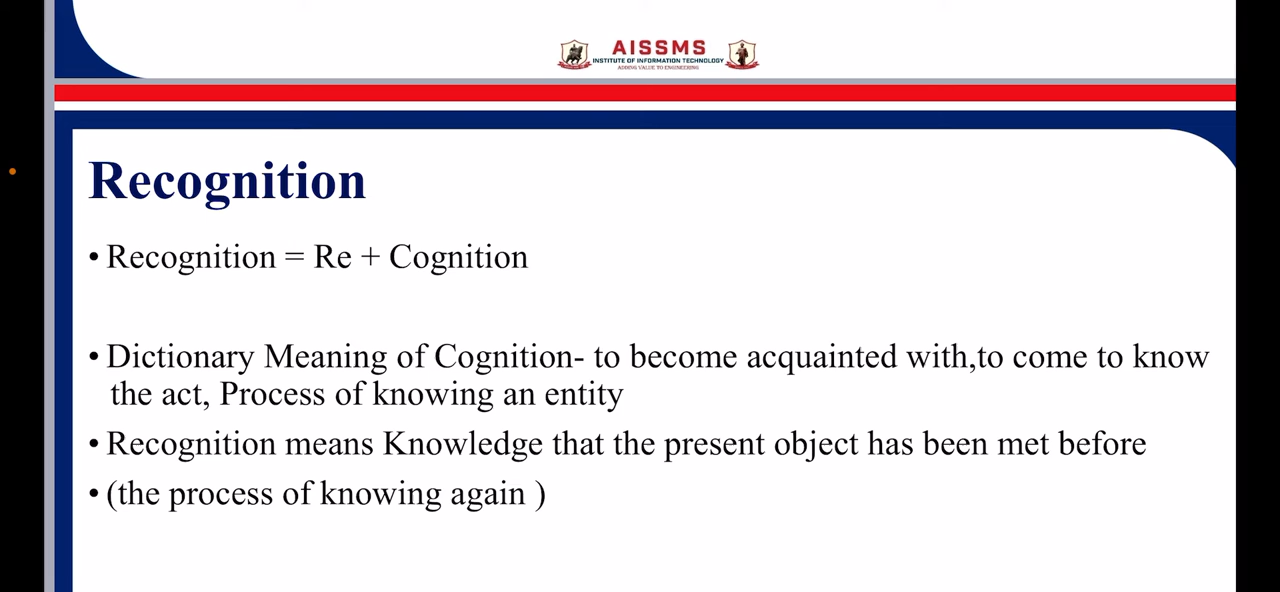 AISSMS
INSTITUTE OF INFORMATION TECHNOLOGY
ADDING VALUE TO ENGINEERING
Recognition
• Recognition = Re + Cognition
• Dictionary Meaning of Cognition- to become acquainted with,to come to know
the act, Process of knowing an entity
• Recognition means Knowledge that the present object has been met before
• (the process of knowing again )